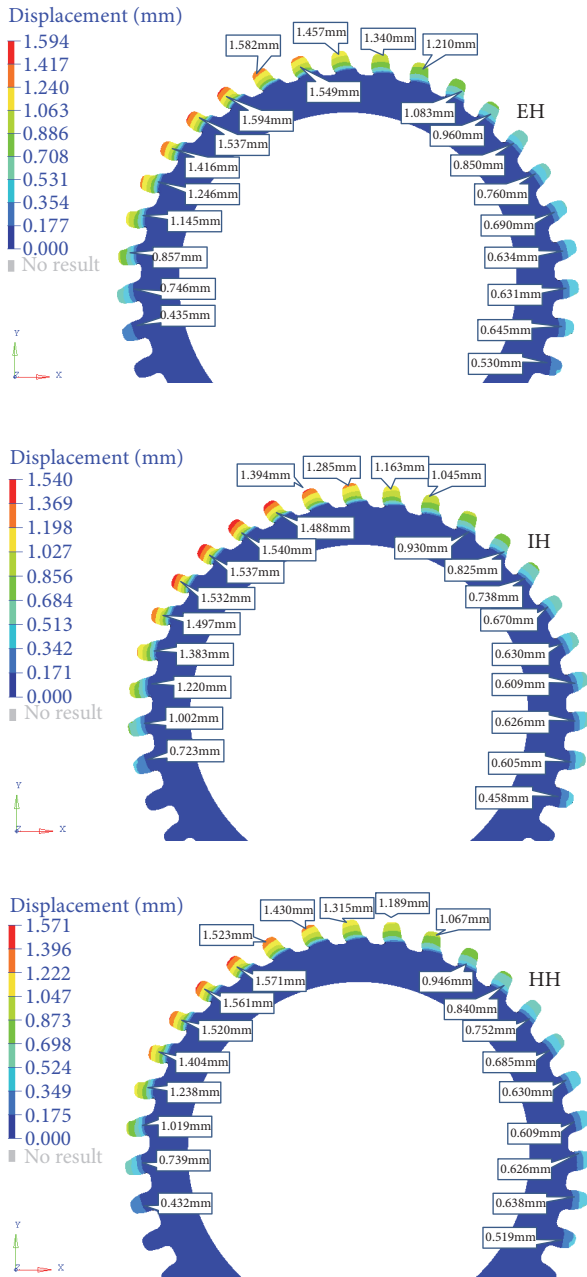 Displacement (mm)
1.594
1.417
1.240
1.063
0.886
0.708
0.531
0.354
0.177
0.000
No result
1.582mm
1.457mm
1.340mm
1.210mm
1.549mm
1.594mm
1.537mm
1.416mm
1.246mm
1.145mm
0.857mm
0.746mm
0.435mm
1.083mm
0.960mm
0.850mm
0.760mm
0.690mm
0.634mm
0.631mm
0.645mm
0.530mm
EH
Y
Z
X
Displacement (mm)
1.540
1.369
1.198
1.027
0.856
0.684
0.513
0.342
0.171
0.000
No result
1.394mm
1.285mm
1.163mm
1.045mm
1.488mm
1.540mm
1.537mm
1.532mm
1.497mm
1.383mm
1.220mm
1.002mm
0.723mm
0.930mm
0.825mm
0.738mm
0.670mm
0.630mm
0.609mm
0.626mm
0.605mm
0.458mm
IH
Y
Z
X
Displacement (mm)
1.571
1.396
1.222
1.047
0.873
0.698
0.524
0.349
0.175
0.000
No result
1.523mm
1.430mm
1.315mm
1.189mm
1.067mm
1.571mm
1.561mm
1.520mm
1.404mm
1.238mm
1.019mm
0.739mm
0.432mm
0.946mm
0.840mm
0.752mm
0.685mm
0.630mm
0.609mm
0.626mm
0.638mm
0.519mm
HH
Y
Z
X